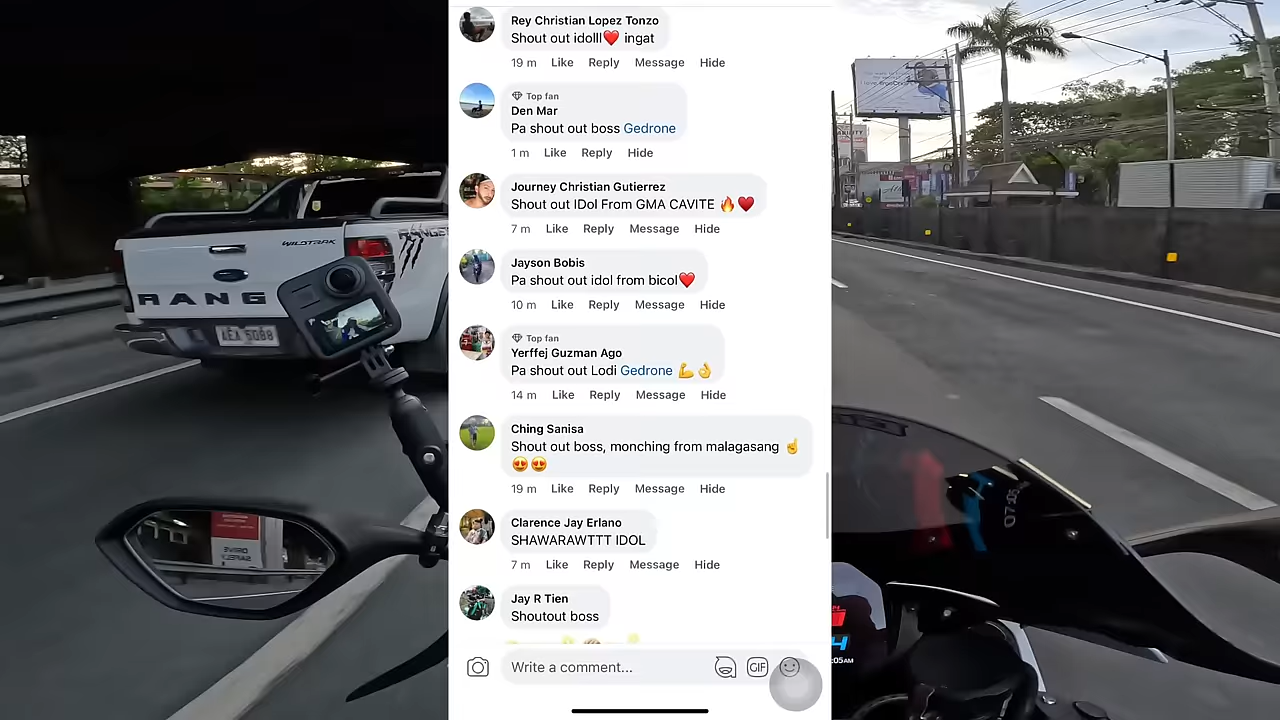 Rey Christian Lopez Tonzo
Shout out idolll❤️ ingat
19 m Like Reply Message Hide
Top fan
Den Mar
Pa shout out boss Gedrone
1 m Like Reply Hide
Journey Christian Gutierrez
Shout out IDol From GMA CAVITE 🔥❤️
7 m Like Reply Message Hide
Jayson Bobis
Pa shout out idol from bicol❤️
10 m Like Reply Message Hide
Top fan
Yerffej Guzman Ago
Pa shout out Lodi Gedrone 💪👌
14 m Like Reply Message Hide
Ching Sanisa
Shout out boss, monching from malagasang ☝️
😍😍
19 m Like Reply Message Hide
Clarence Jay Erlano
SHAWARAWTTT IDOL
7 m Like Reply Message Hide
Jay R Tien
Shoutout boss
Write a comment...
GIF
WILDTRAK
RANGER
RANG
07:05
:05AM